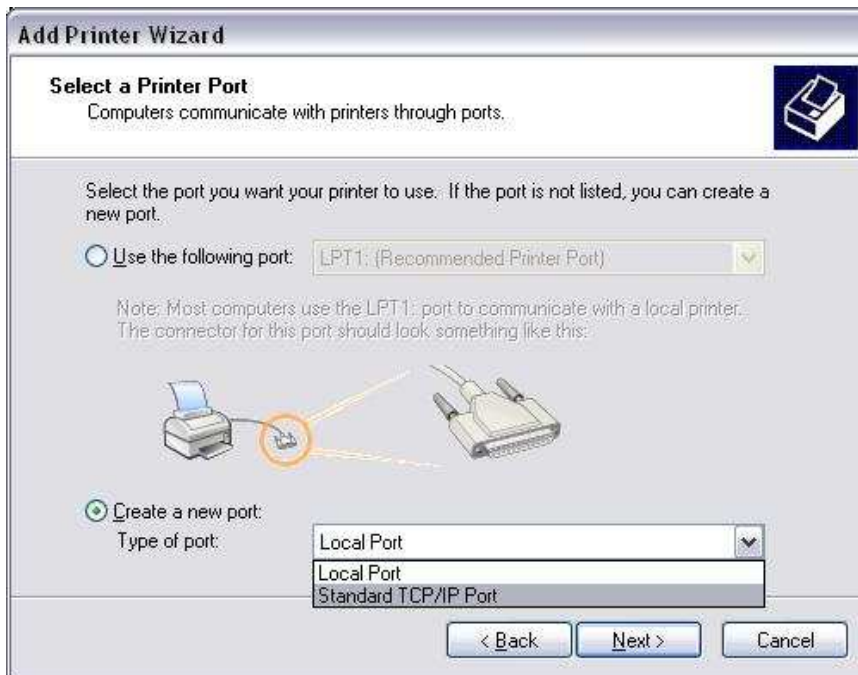 Add Printer Wizard
Select a Printer Port
Computers communicate with printers through ports.
Select the port you want your printer to use.  If the port is not listed, you can create a
new port.
Use the following port:
LPT1: (Recommended Printer Port)
Note: Most computers use the LPT1: port to communicate with a local printer.
The connector for this port should look something like this:
Create a new port:
Type of port:
Local Port
Local Port
Standard TCP/IP Port
< Back
Next >
Cancel